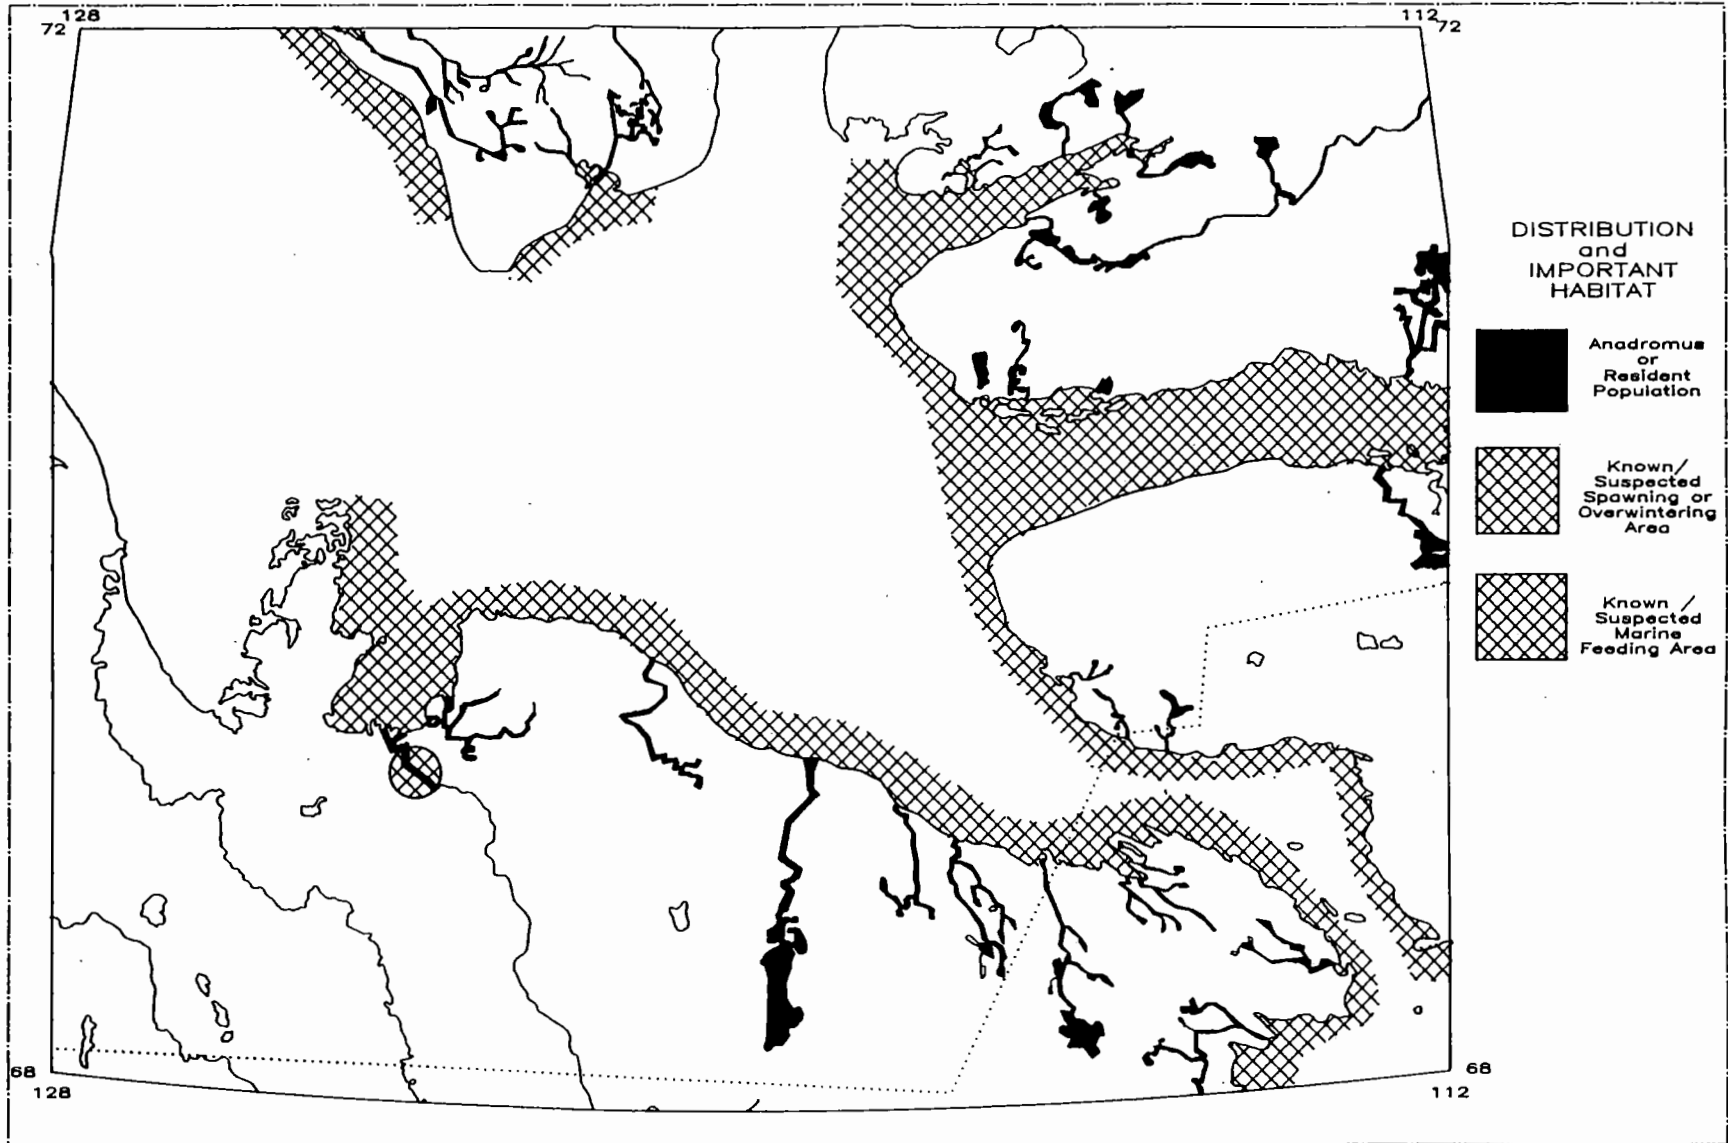 128
112
72
72
DISTRIBUTION
and
IMPORTANT
HABITAT
Anadromus
or
Resident
Population
Known/
Suspected
Spawning or
Overwintering
Area
Known /
Suspected
Marine
Feeding Area
68
68
128
112